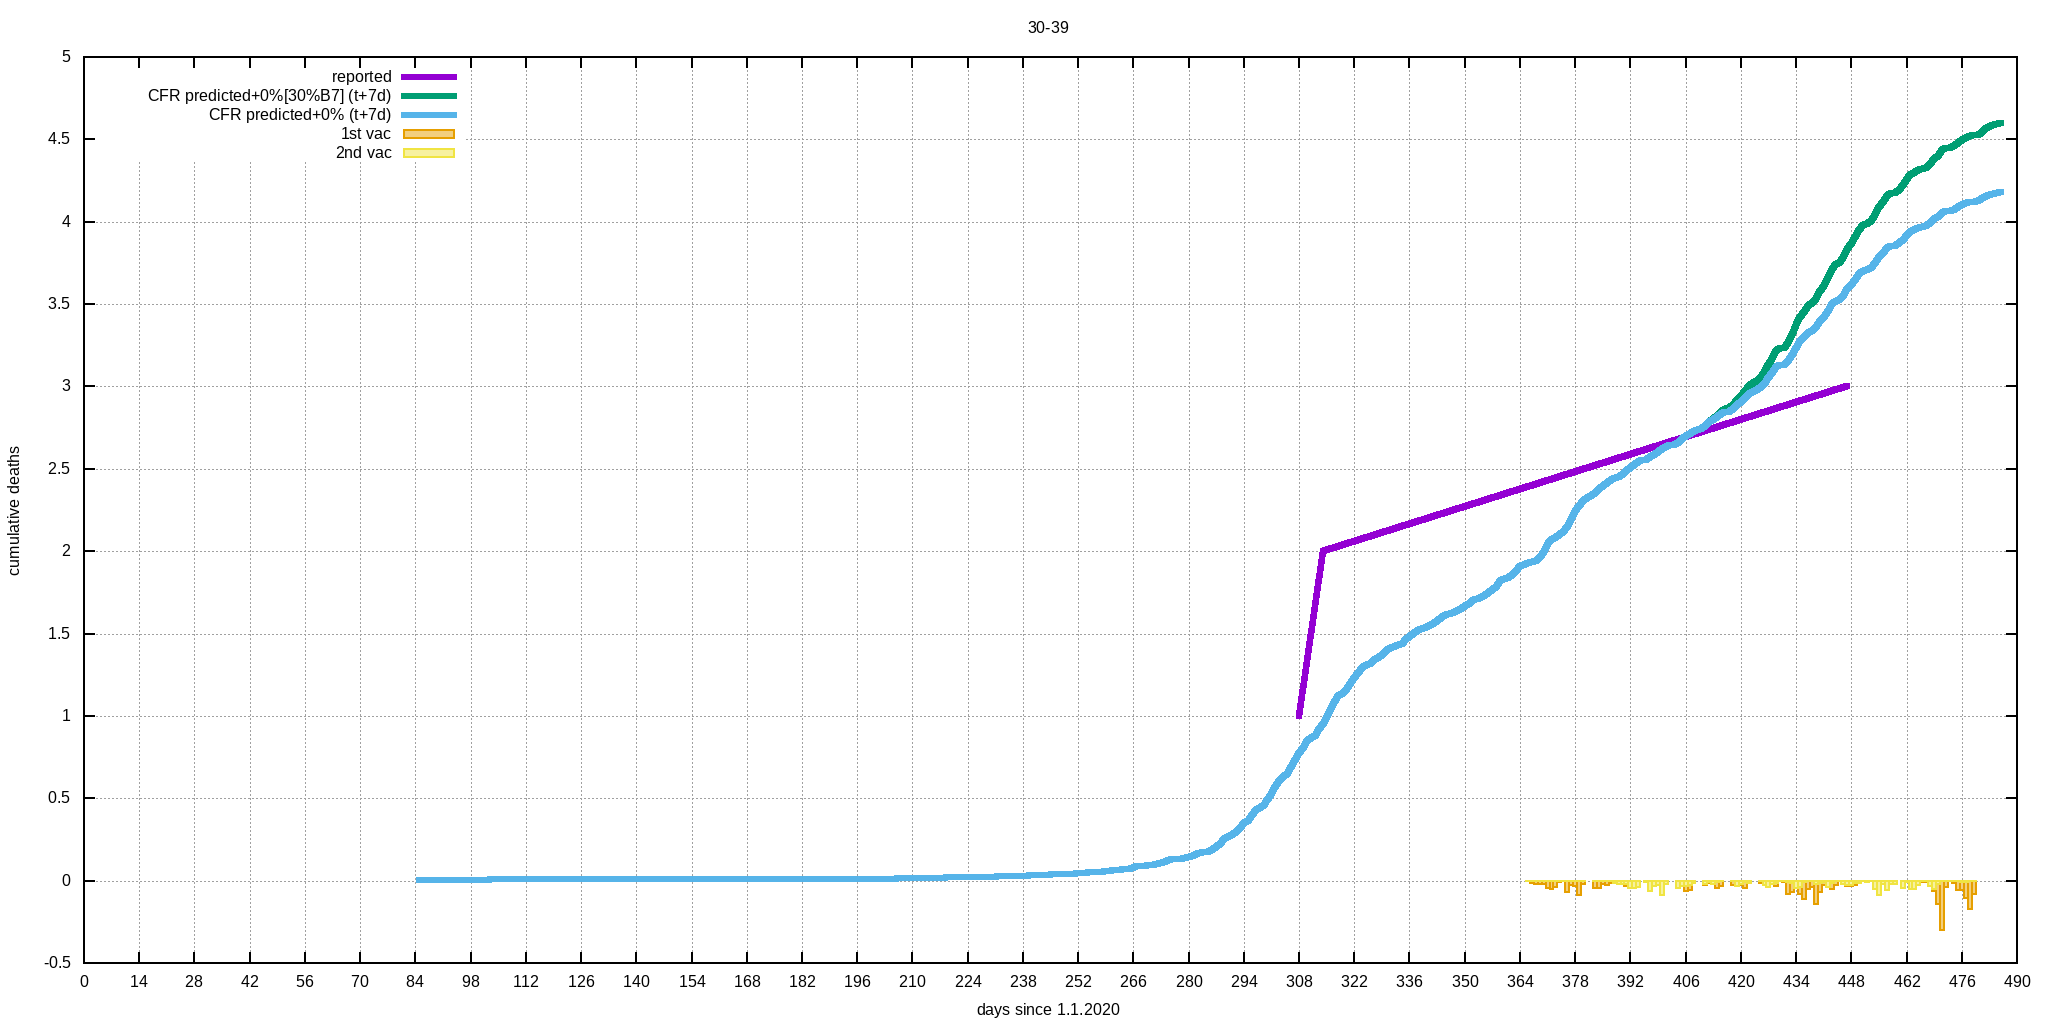 30-39
reported
CFR predicted+0%[30%B7] (t+7d)
CFR predicted+0% (t+7d)
1st vac
2nd vac
5
4.5
4
3.5
3
2.5
2
1.5
1
0.5
0
-0.5
cumulative deaths
0 14 28 42 56 70 84 98 112 126 140 154 168 182 196 210 224 238 252 266 280 294 308 322 336 350 364 378 392 406 420 434 448 462 476 490
days since 1.1.2020